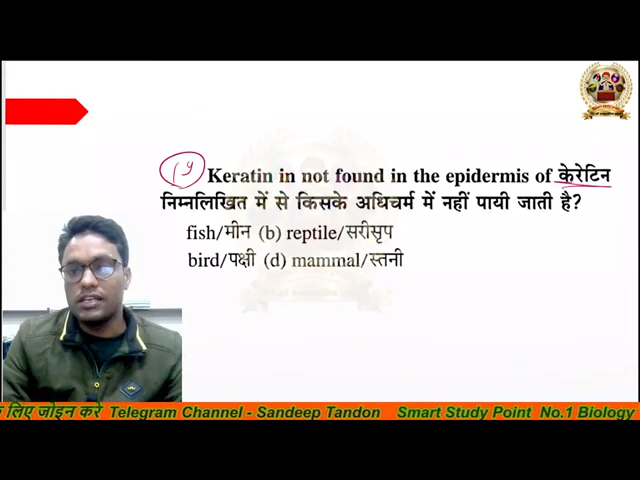 19
Keratin in not found in the epidermis of केरेटिन
निम्नलिखित में से किसके अधिचर्म में नहीं पायी जाती है?
fish/मीन (b) reptile/सरीसृप
bird/पक्षी (d) mammal/स्तनी
के लिए जोइन करे Telegram Channel - Sandeep Tandon Smart Study Point No.1 Biology